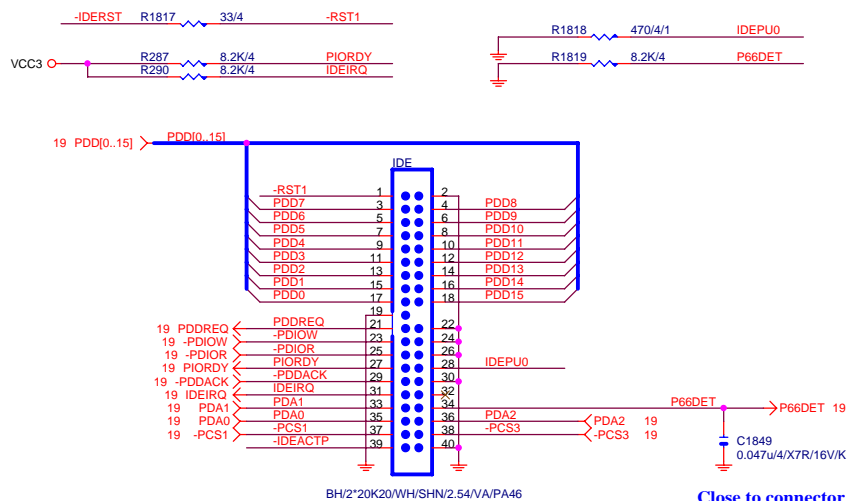 -IDERST R1817 33/4 -RST1
R1818 470/4/1 IDEPU0
VCC3 R287 8.2K/4 PIORDY
R290 8.2K/4 IDEIRQ
R1819 8.2K/4 P66DET
19 PDD[0..15] PDD[0..15]
IDE
-RST1 1 2
PDD7 3 4 PDD8
PDD6 5 6 PDD9
PDD5 7 8 PDD10
PDD4 9 10 PDD11
PDD3 11 12 PDD12
PDD2 13 14 PDD13
PDD1 15 16 PDD14
PDD0 17 18 PDD15
19
19 PDDREQ PDDREQ 21 22
19 -PDIOW -PDIOW 23 24
19 -PDIOR -PDIOR 25 26
19 PIORDY PIORDY 27 28 IDEPU0
19 -PDDACK -PDDACK 29 30
19 IDEIRQ IDEIRQ 31 32
19 PDA1 PDA1 33 34 P66DET P66DET 19
19 PDA0 PDA0 35 36 PDA2 PDA2 19
19 -PCS1 -PCS1 37 38 -PCS3 -PCS3 19
-IDEACTP 39 40
C1849
0.047u/4/X7R/16V/K
BH/2*20K20/WH/SHN/2.54/VA/PA46
Close to connector